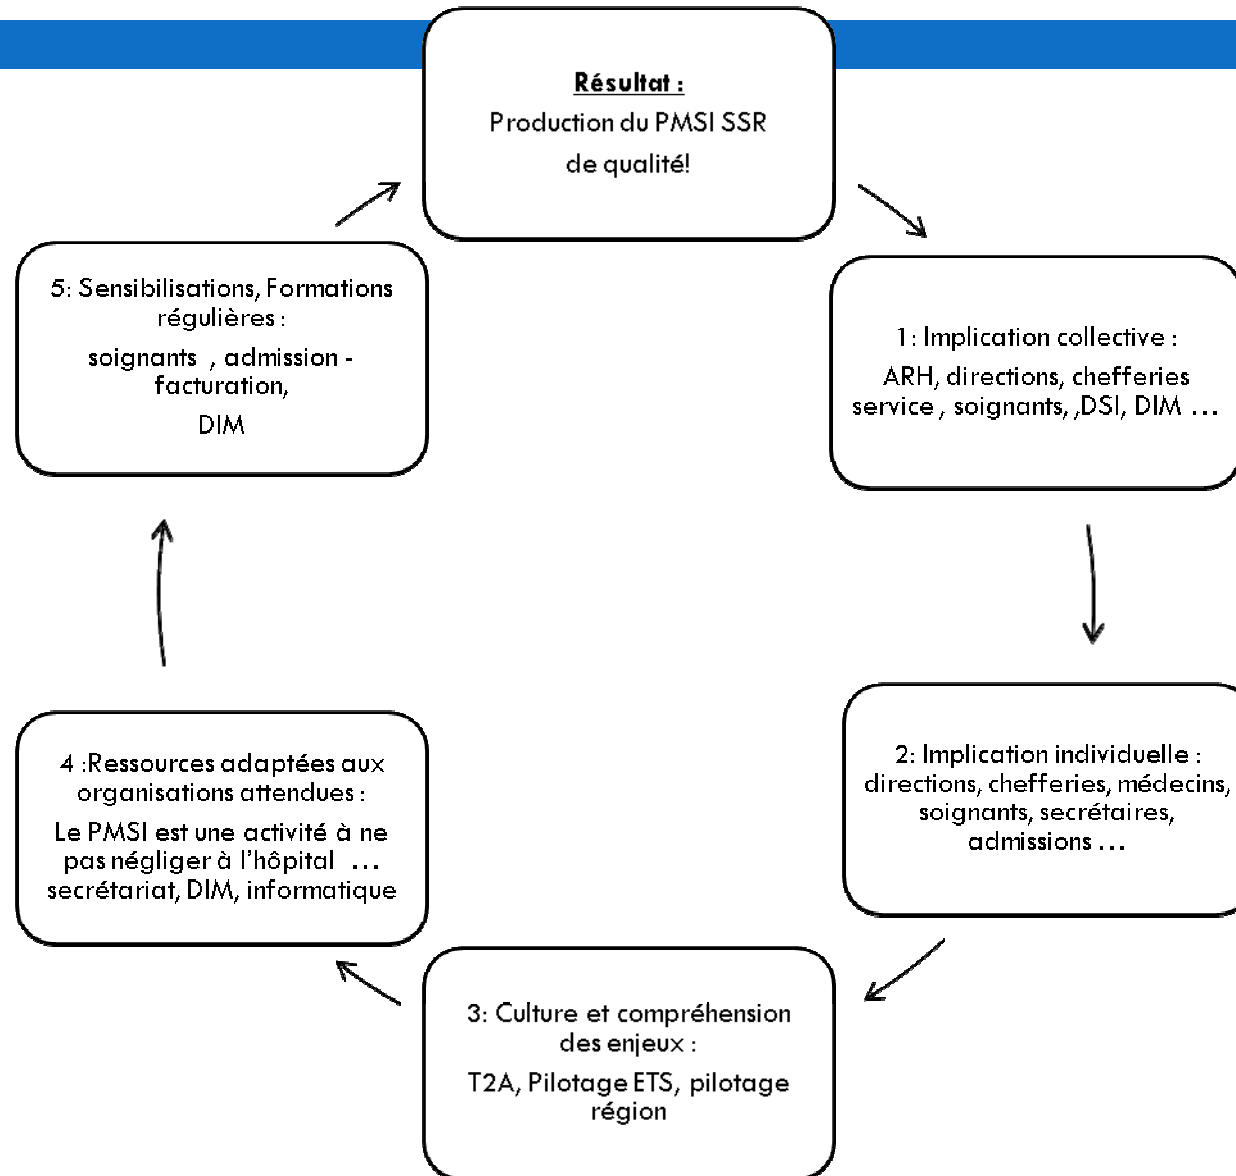 Résultat :
Production du PMSI SSR
de qualité!
1: Implication collective :
ARH, directions, chefferies
service , soignants, ,DSI, DIM ...
2: Implication individuelle :
directions, chefferies, médecins,
soignants, secrétaires,
admissions ...
3: Culture et compréhension
des enjeux :
T2A, Pilotage ETS, pilotage
région
4 :Ressources adaptées aux
organisations attendues :
Le PMSI est une activité à ne
pas négliger à l'hôpital ...
secrétariat, DIM, informatique
5: Sensibilisations, Formations
régulières :
soignants , admission -
facturation,
DIM